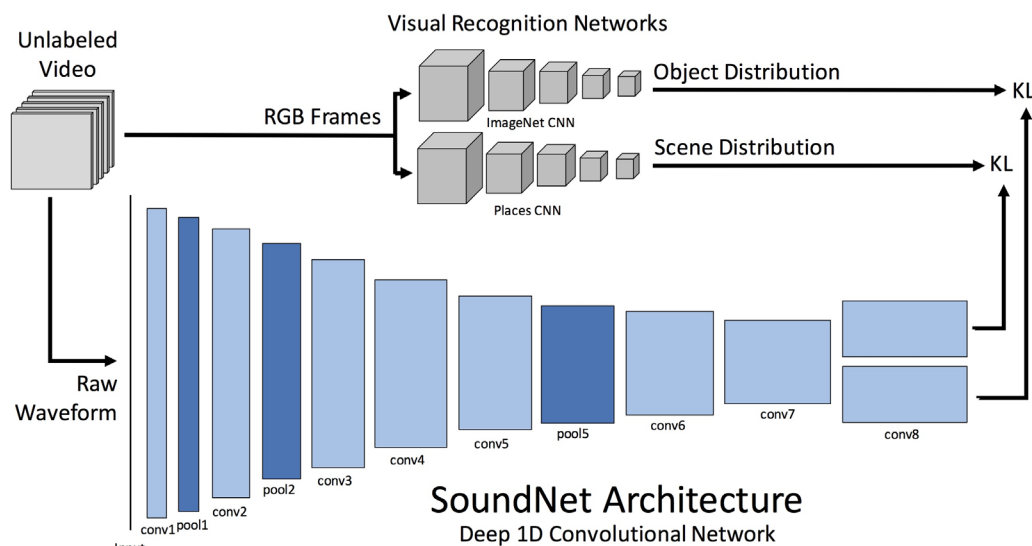 Visual Recognition Networks
Unlabeled
Video
RGB Frames
ImageNet CNN
Object Distribution
KL
Places CNN
Scene Distribution
KL
Raw
Waveform
conv1
pool1
conv2
pool2
conv3
conv4
conv5
pool5
conv6
conv7
conv8
SoundNet Architecture
Deep 1D Convolutional Network